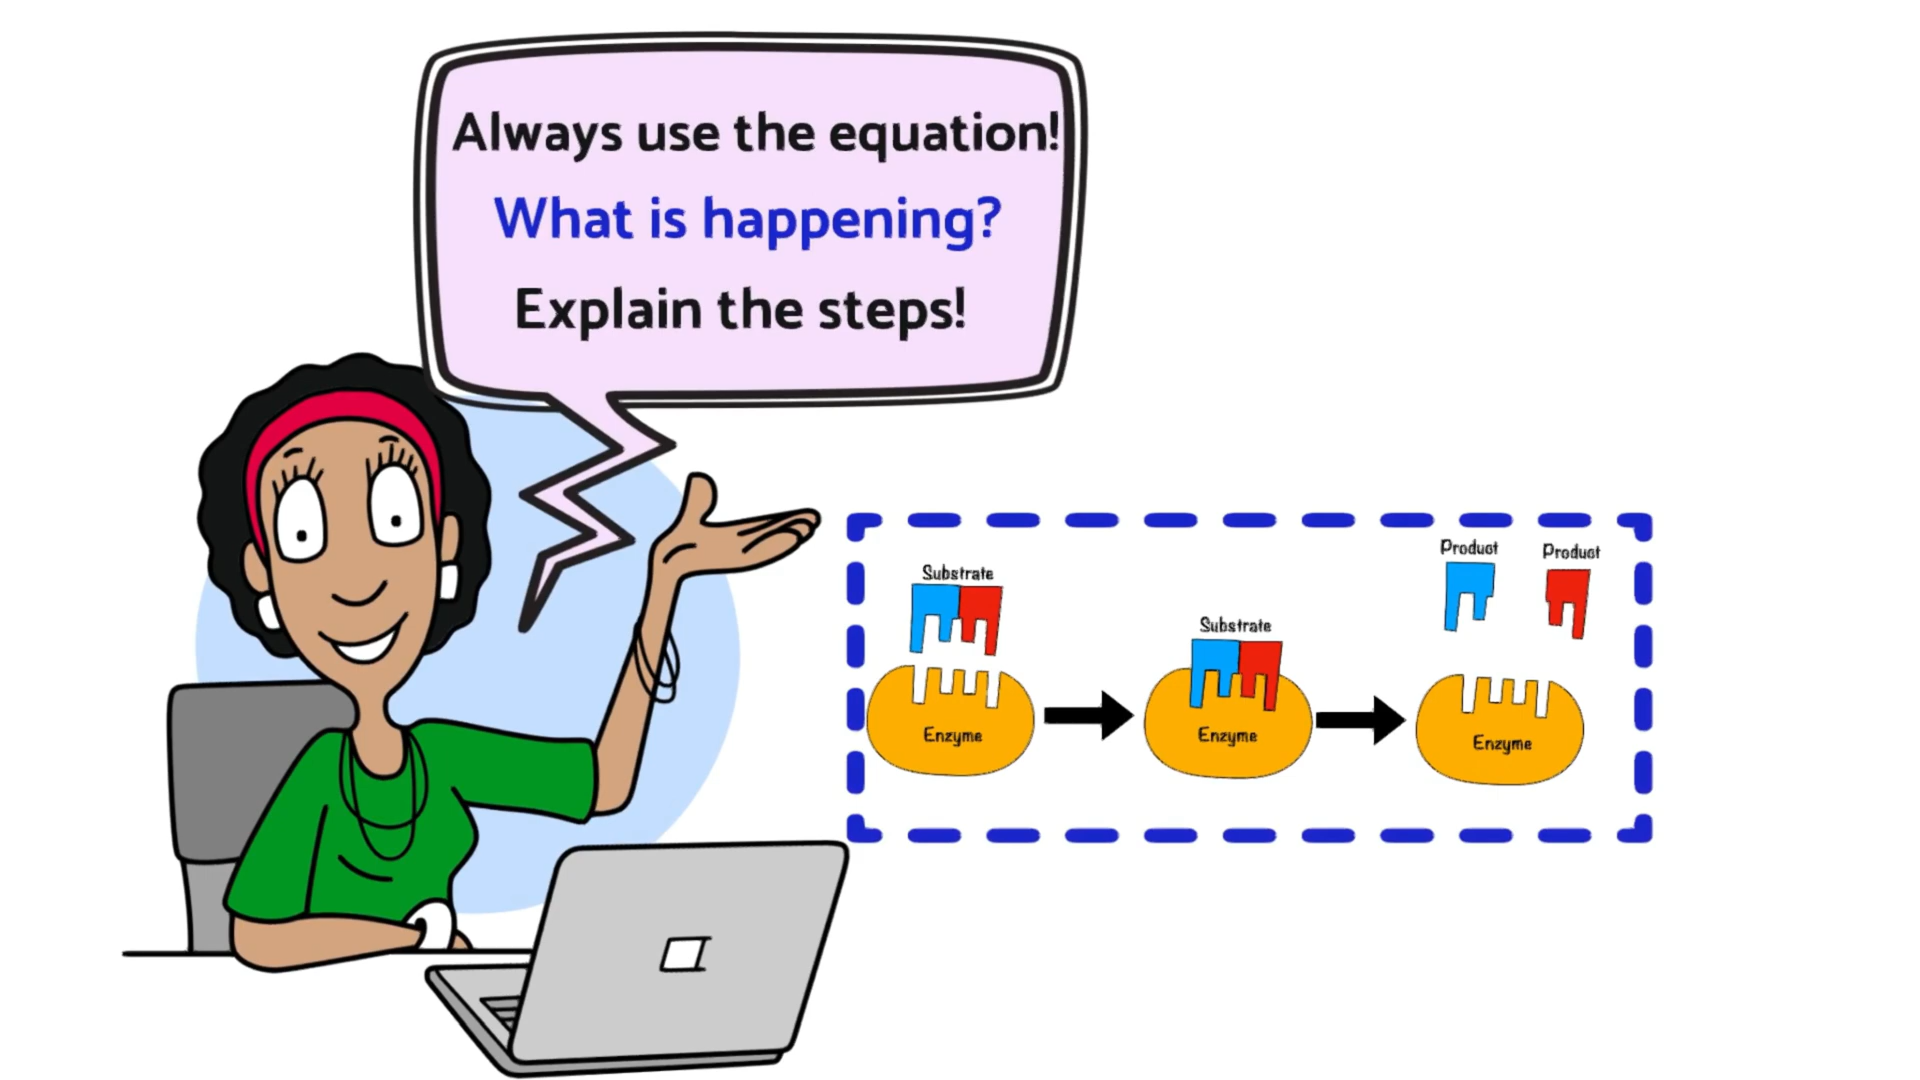 Always use the equation!
What is happening?
Explain the steps!
Substrate
Enzyme
Substrate
Enzyme
Product
Product
Enzyme